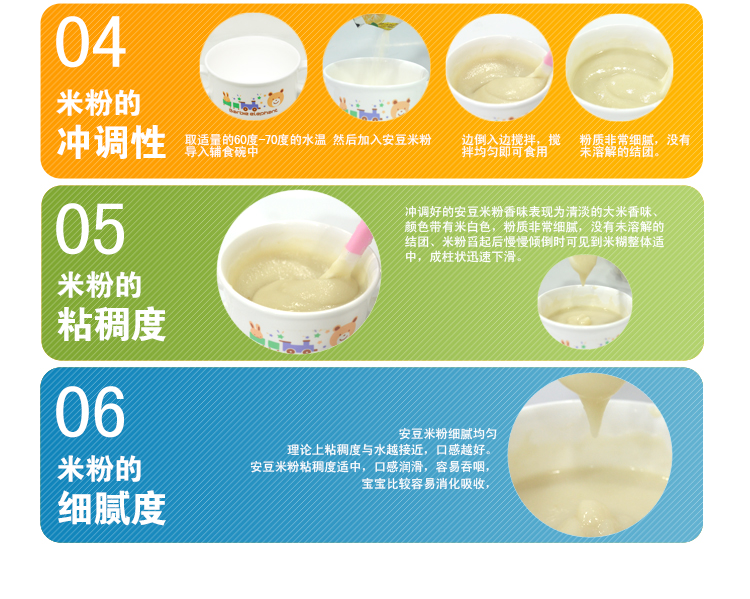 04
米粉的
冲调性
取适量的60度-70度的水温
导入辅食碗中
然后加入安豆米粉
边倒入边搅拌，搅
拌均匀即可食用
粉质非常细腻，没有
未溶解的结团。
05
米粉的
粘稠度
冲调好的安豆米粉香味表现为清淡的大米香味、
颜色带有米白色，粉质非常细腻，没有未溶解的
结团、米粉舀起后慢慢倾倒时可见到米糊整体适
中，成柱状迅速下滑。
06
米粉的
细腻度
安豆米粉细腻均匀
理论上粘稠度与水越接近，口感越好。
安豆米粉粘稠度适中，口感润滑，容易吞咽，
宝宝比较容易消化吸收，